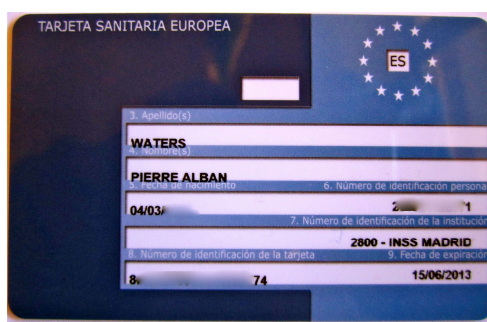 TARJETA SANITARIA EUROPEA
ES
3. Apellido(s)
WATERS
4. Nombre(s)
PIERRE ALBAN
5. Fecha de nacimiento 6. Número de identificación persona
04/03/
7. Número de identificación de la institución
2800 - INSS MADRID
8. Número de identificación de la tarjeta 9. Fecha de expiración
74 15/06/2013